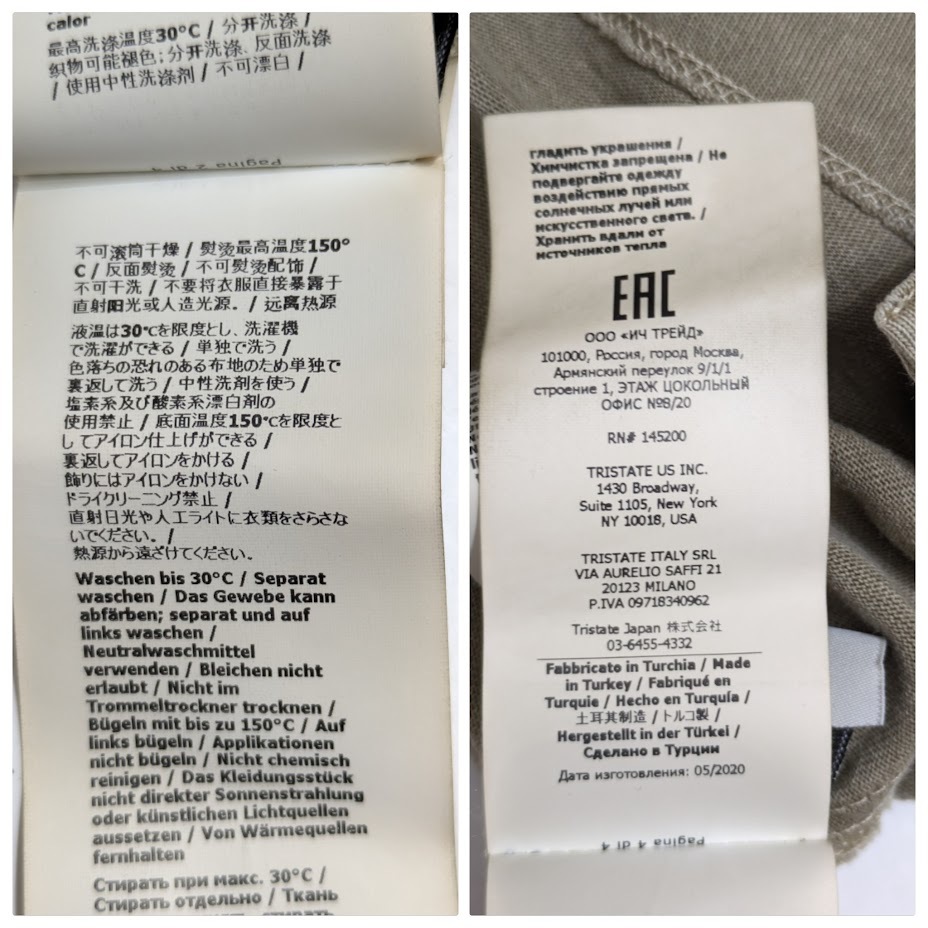 calor
最高洗涤温度30°C / 分开洗涤 /
织物可能褪色；分开洗涤、反面洗涤
/ 使用中性洗涤剂 / 不可漂白 /
Pagina 2 di 4
不可滚筒干燥 / 熨烫最高温度150°
C / 反面熨烫 / 不可熨烫配饰 /
不可干洗 / 不要将衣服直接暴露于
直射阳光或人造光源。/ 远离热源
液温は30℃を限度とし、洗濯機
で洗濯ができる / 単独で洗う /
色落ちの恐れのある布地のため単独で
裏返して洗う / 中性洗剤を使う /
塩素系及び酸素系漂白剤の
使用禁止 / 底面温度150℃を限度と
してアイロン仕上げができる /
裏返してアイロンをかける /
飾りにはアイロンをかけない /
ドライクリーニング禁止 /
直射日光や人工ライトに衣類をさらさな
いでください。/
熱源から遠ざけてください。
Waschen bis 30°C / Separat
waschen / Das Gewebe kann
abfärben; separat und auf
links waschen /
Neutralwaschmittel
verwenden / Bleichen nicht
erlaubt / Nicht im
Trommeltrockner trocknen /
Bügeln mit bis zu 150°C / Auf
links bügeln / Applikationen
nicht bügeln / Nicht chemisch
reinigen / Das Kleidungsstück
nicht direkter Sonnenstrahlung
oder künstlichen Lichtquellen
aussetzen / Von Wärmequellen
fernhalten
Стирать при макс. 30°C /
Стирать отдельно / Ткань
стирать
гладить украшения /
Химчистка запрещена / Не
подвергайте одежду
воздействию прямых
солнечных лучей или
искусственного света. /
Хранить вдали от
источников тепла
EAC
ООО «ИЧ ТРЕЙД»
101000, Россия, город Москва,
Армянский переулок 9/1/1
строение 1, ЭТАЖ ЦОКОЛЬНЫЙ
ОФИС №8/20
RN# 145200
TRISTATE US INC.
1430 Broadway,
Suite 1105, New York
NY 10018, USA
TRISTATE ITALY SRL
VIA AURELIO SAFFI 21
20123 MILANO
P.IVA 09718340962
Tristate Japan 株式会社
03-6455-4332
Fabbricato in Turchia / Made
in Turkey / Fabriqué en
Turquie / Hecho en Turquía /
土耳其制造 / トルコ製 /
Hergestellt in der Türkei /
Сделано в Турции
Дата изготовления: 05/2020
Pagina 4 di 4